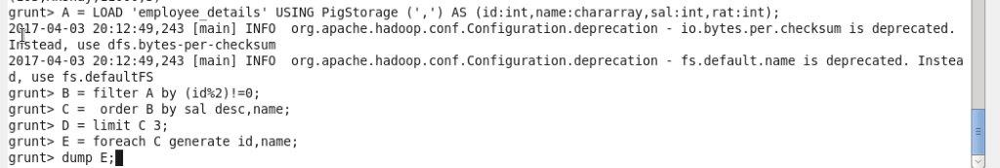 grunt> A = LOAD 'employee_details' USING PigStorage (',') AS (id:int,name:chararray,sal:int,rat:int);
2017-04-03 20:12:49,243 [main] INFO  org.apache.hadoop.conf.Configuration.deprecation - io.bytes.per.checksum is deprecated.
Instead, use dfs.bytes-per-checksum
2017-04-03 20:12:49,243 [main] INFO  org.apache.hadoop.conf.Configuration.deprecation - fs.default.name is deprecated. Instea
d, use fs.defaultFS
grunt> B = filter A by (id%2)!=0;
grunt> C =  order B by sal desc,name;
grunt> D = limit C 3;
grunt> E = foreach C generate id,name;
grunt> dump E;